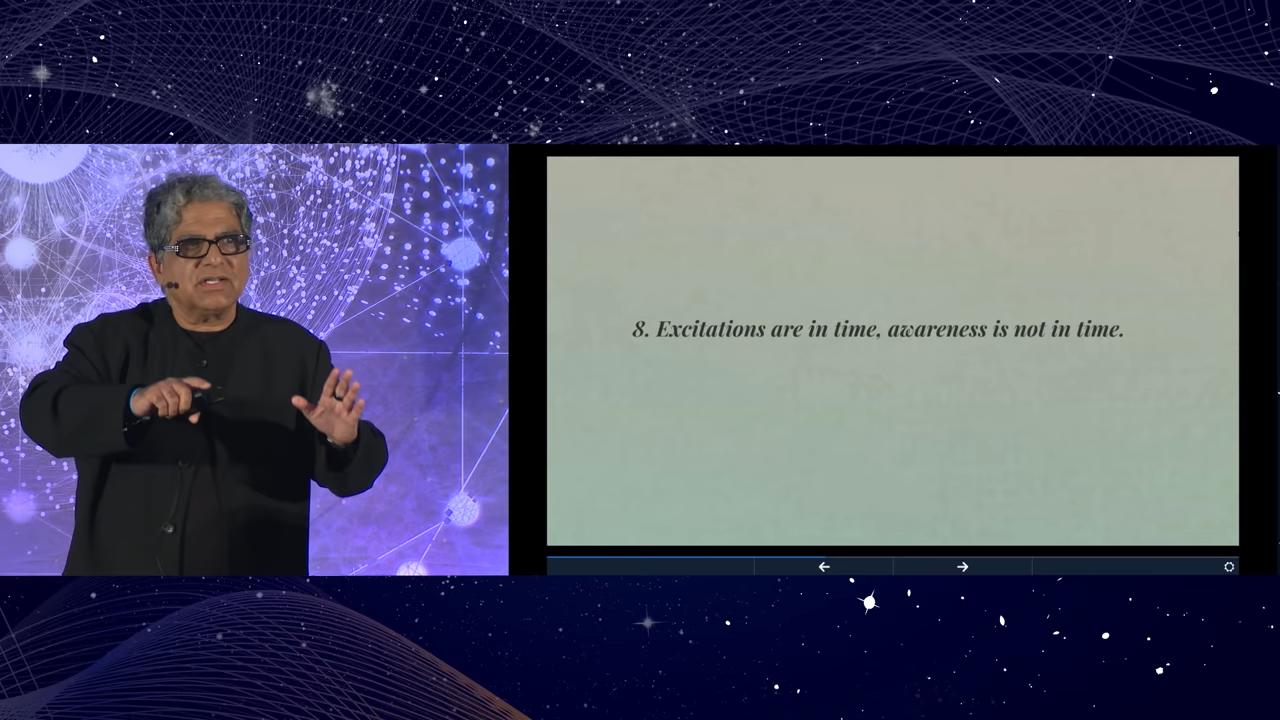 8. Excitations are in time, awareness is not in time.